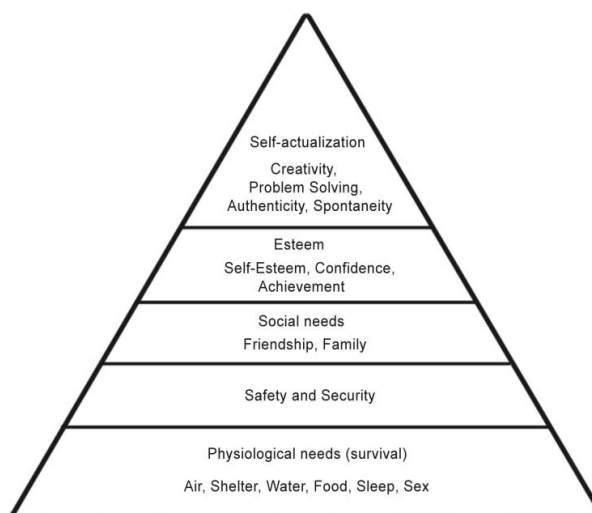 Self-actualization
Creativity,
Problem Solving,
Authenticity, Spontaneity
Esteem
Self-Esteem, Confidence,
Achievement
Social needs
Friendship, Family
Safety and Security
Physiological needs (survival)
Air, Shelter, Water, Food, Sleep, Sex